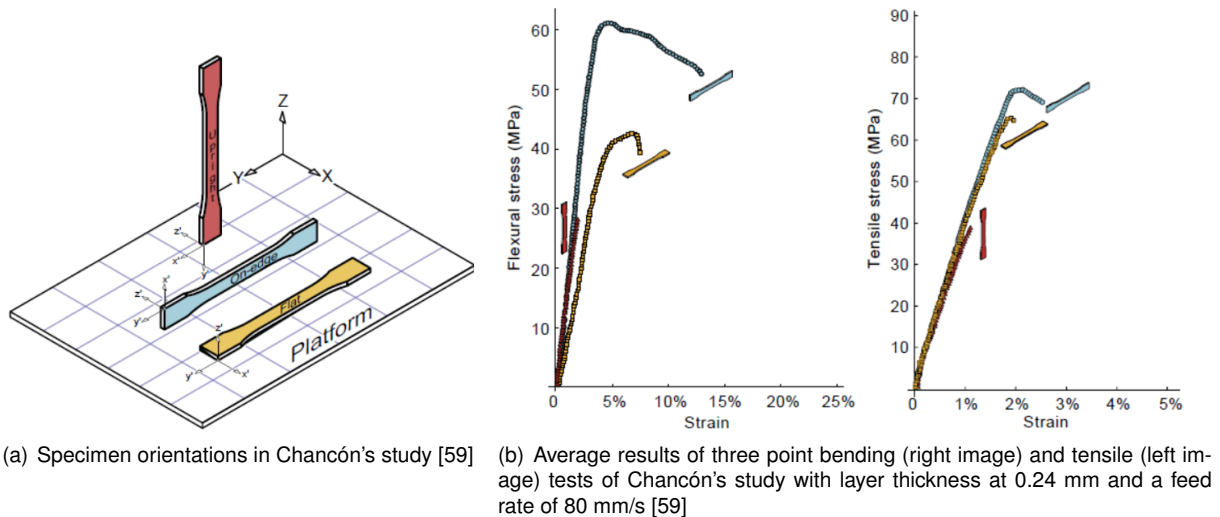 Upright
Z
Y
X
z'
x'
y'
On-edge
x'
z'
y'
Flat
z'
y'
x'
Platform
Flexural stress (MPa)
60
50
40
30
20
10
0
5%
10%
15%
20%
25%
Strain
Tensile stress (MPa)
90
80
70
60
50
40
30
20
10
0
1%
2%
3%
4%
5%
Strain
(a) Specimen orientations in Chancón's study [59]
(b) Average results of three point bending (right image) and tensile (left im-
age) tests of Chancón's study with layer thickness at 0.24 mm and a feed
rate of 80 mm/s [59]